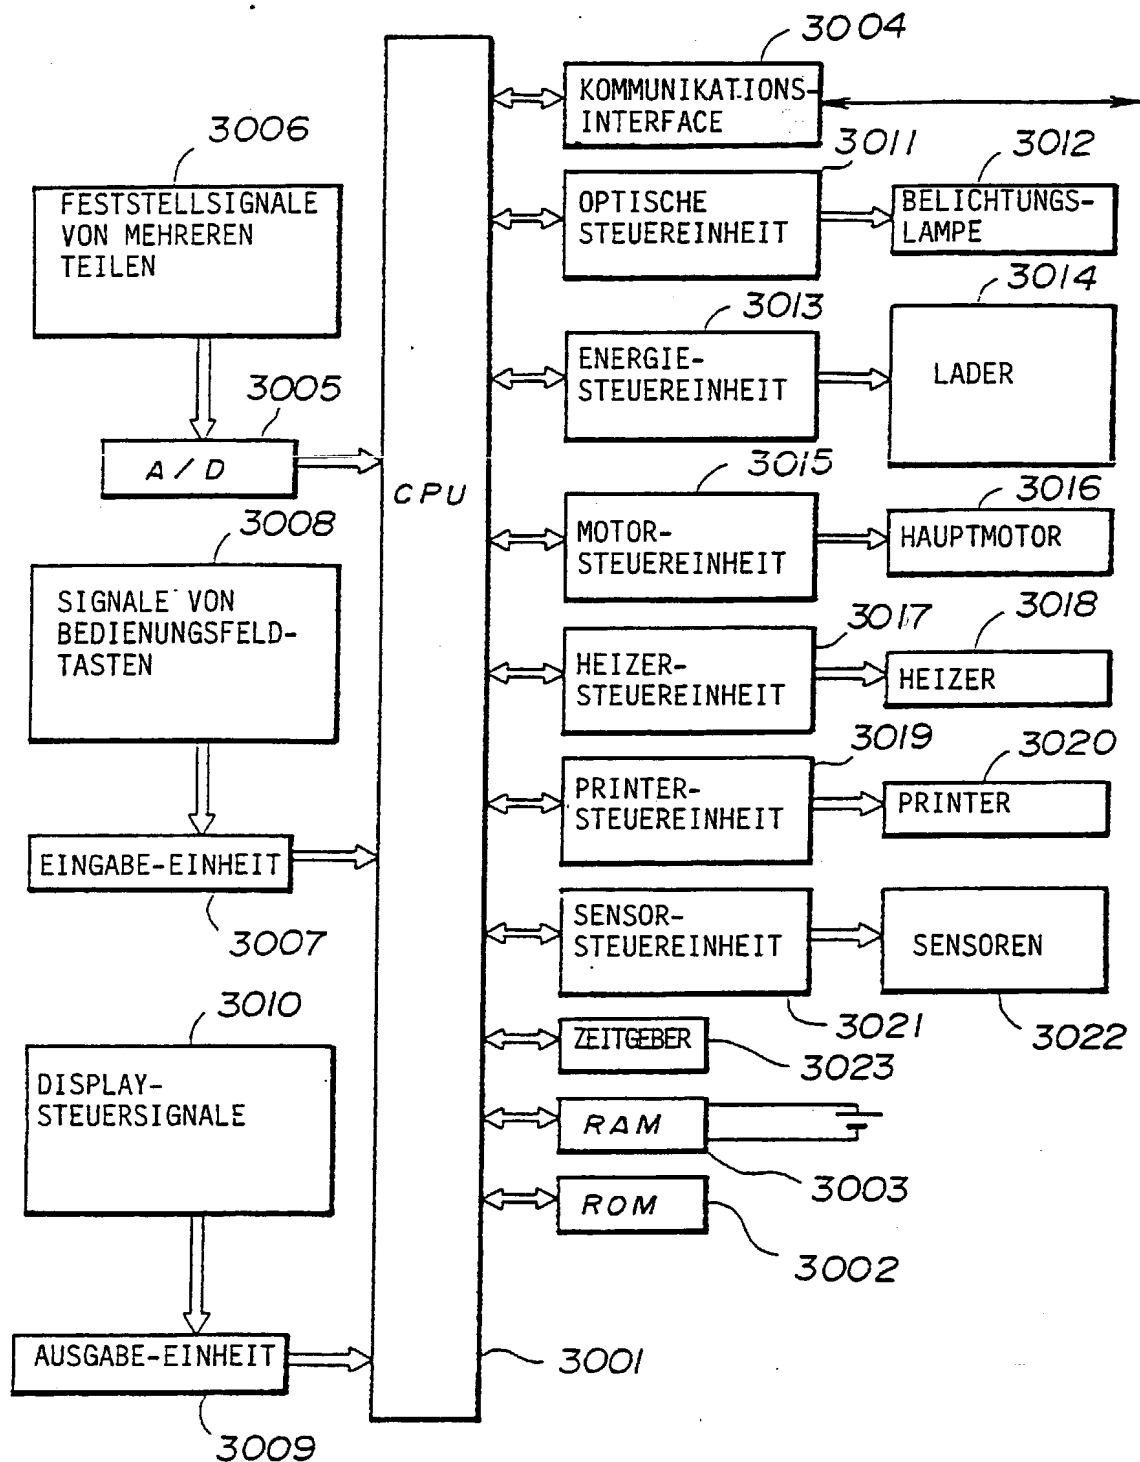 3004
KOMMUNIKATIONS-
INTERFACE
3006
FESTSTELLSIGNALE
VON MEHREREN
TEILEN
3011
OPTISCHE
STEUEREINHEIT
3012
BELICHTUNGS-
LAMPE
3013
ENERGIE-
STEUEREINHEIT
3014
LADER
3005
A/D
CPU
3015
MOTOR-
STEUEREINHEIT
3016
HAUPTMOTOR
3008
SIGNALE VON
BEDIENUNGSFELD-
TASTEN
3017
HEIZER-
STEUEREINHEIT
3018
HEIZER
3019
PRINTER-
STEUEREINHEIT
3020
PRINTER
EINGABE-EINHEIT
3007
SENSOR-
STEUEREINHEIT
3021
SENSOREN
3022
3010
DISPLAY-
STEUERSIGNALE
ZEITGEBER
3023
RAM
3003
ROM
3002
AUSGABE-EINHEIT
3009
3001